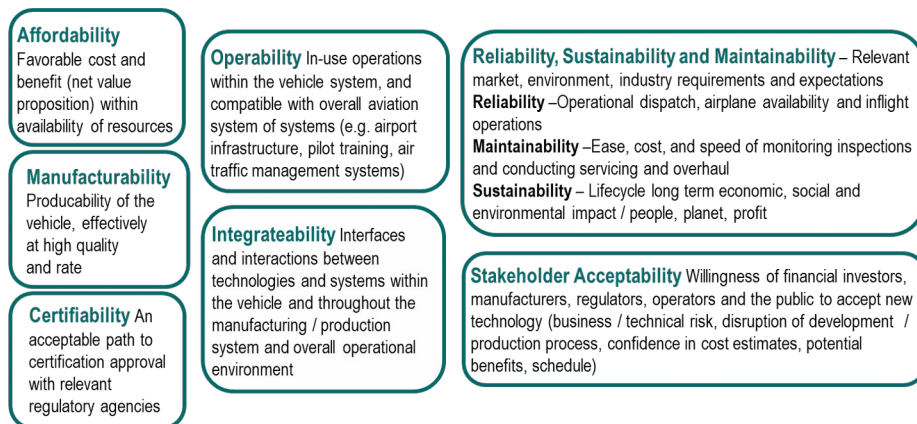 Affordability
Favorable cost and
benefit (net value
proposition) within
availability of resources
Manufacturability
Producability of the
vehicle, effectively
at high quality
and rate
Certifiability An
acceptable path to
certification approval
with relevant
regulatory agencies
Operability In-use operations
within the vehicle system, and
compatible with overall aviation
system of systems (e.g. airport
infrastructure, pilot training, air
traffic management systems)
Integrateability Interfaces
and interactions between
technologies and systems within
the vehicle and throughout the
manufacturing / production
system and overall operational
environment
Reliability, Sustainability and Maintainability – Relevant
market, environment, industry requirements and expectations
Reliability –Operational dispatch, airplane availability and inflight
operations
Maintainability –Ease, cost, and speed of monitoring inspections
and conducting servicing and overhaul
Sustainability – Lifecycle long term economic, social and
environmental impact / people, planet, profit
Stakeholder Acceptability Willingness of financial investors,
manufacturers, regulators, operators and the public to accept new
technology (business / technical risk, disruption of development /
production process, confidence in cost estimates, potential
benefits, schedule)